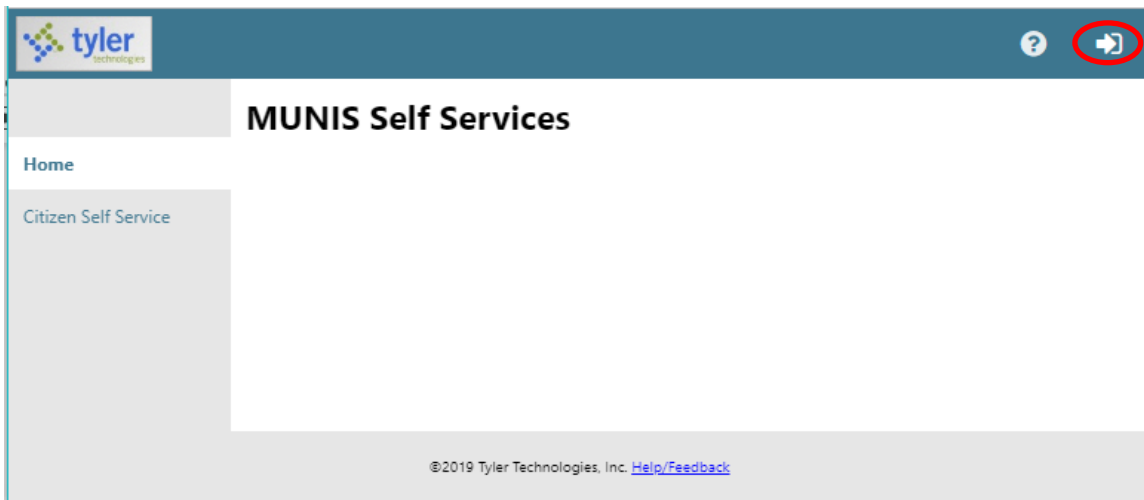 tyler
technologies
?
MUNIS Self Services
Home
Citizen Self Service
©2019 Tyler Technologies, Inc. Help/Feedback